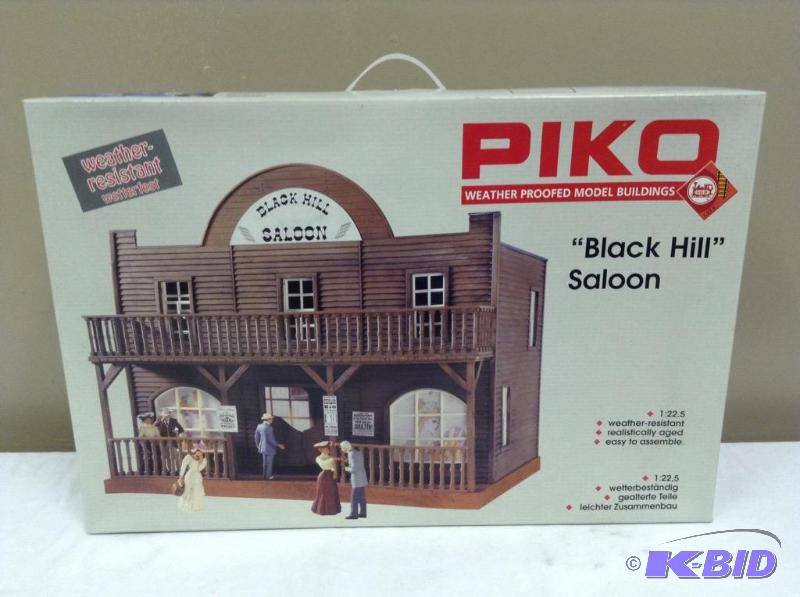 weather-
resistant
wetterfest
PIKO
WEATHER PROOFED MODEL BUILDINGS
"Black Hill"
Saloon
BLACK HILL
SALOON
1:22.5
weather-resistant
realistically aged
easy to assemble
1:22,5
wetterbeständig
gealterte Teile
leichter Zusammenbau
© K-BID